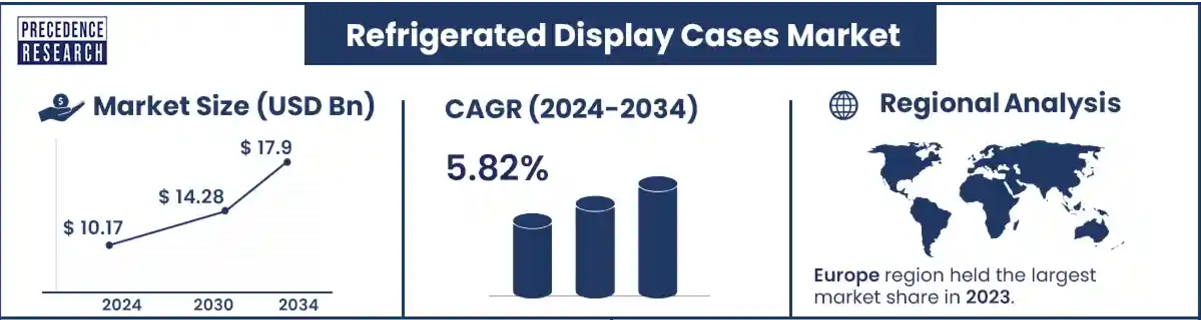 PRECEDENCE
RESEARCH
Refrigerated Display Cases Market
$
Market Size (USD Bn)
$ 17.9
$ 14.28
$ 10.17
2024
2030
2034
CAGR (2024-2034)
5.82%
Regional Analysis
Europe region held the largest
market share in 2023.